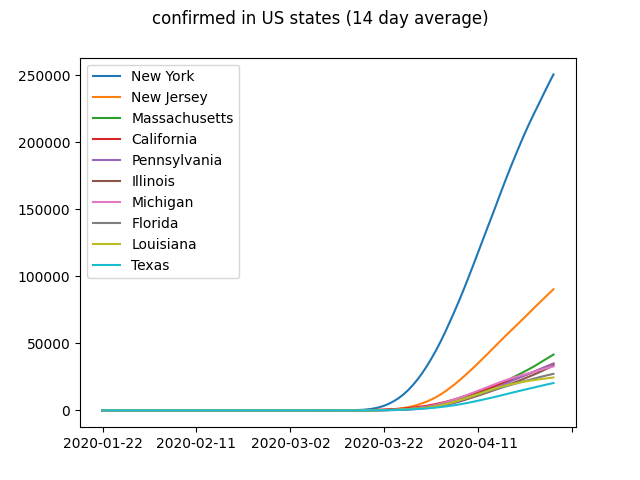 confirmed in US states (14 day average)
250000
200000
150000
100000
50000
0
New York
New Jersey
Massachusetts
California
Pennsylvania
Illinois
Michigan
Florida
Louisiana
Texas
2020-01-22 2020-02-11 2020-03-02 2020-03-22 2020-04-11